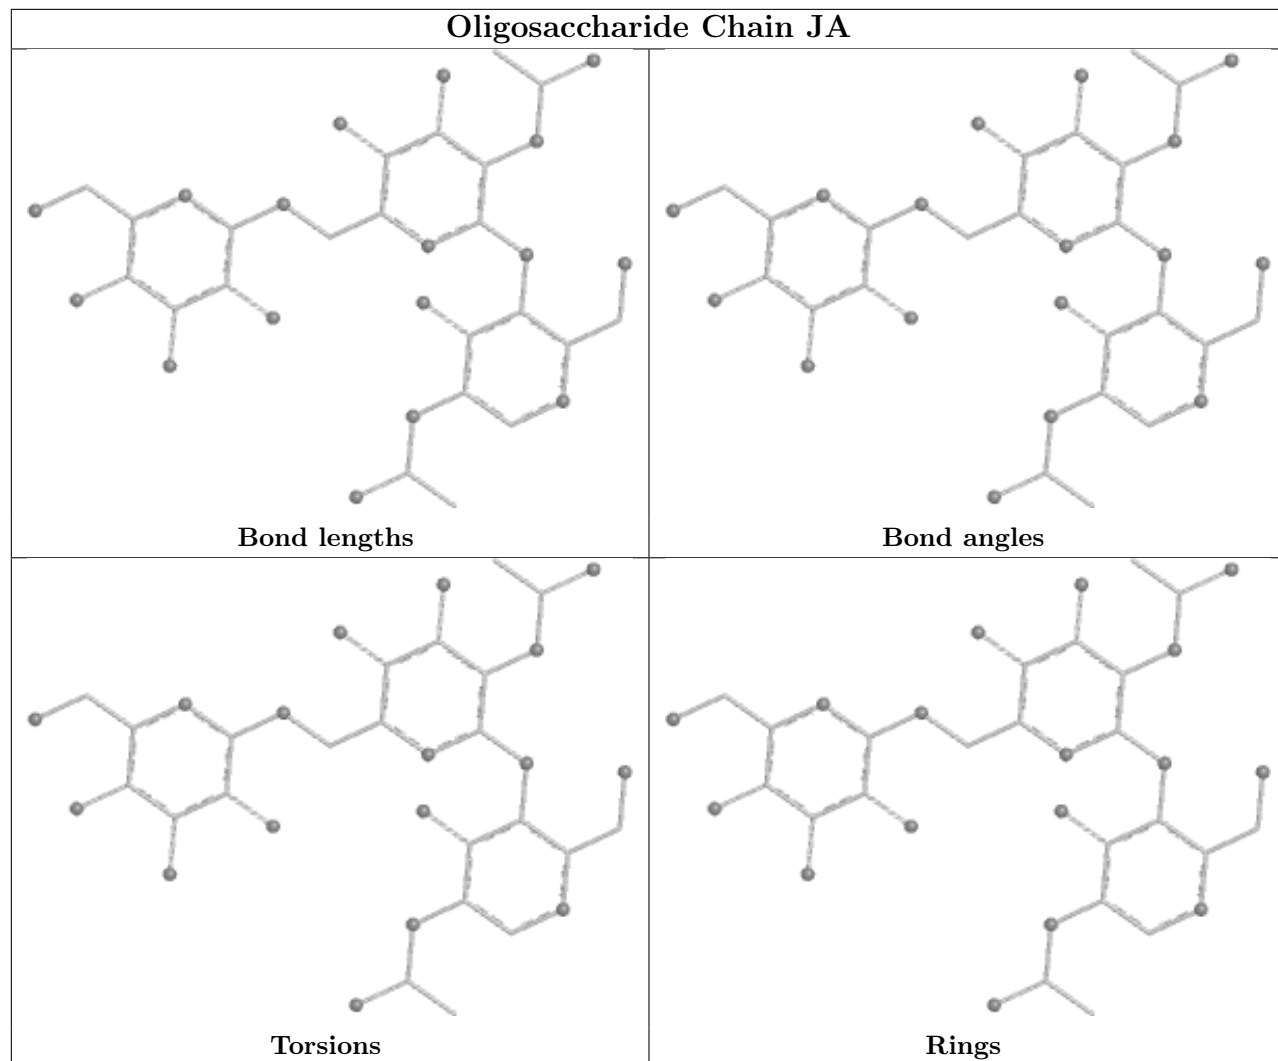 Oligosaccharide Chain JA
Bond lengths
Bond angles
Torsions
Rings